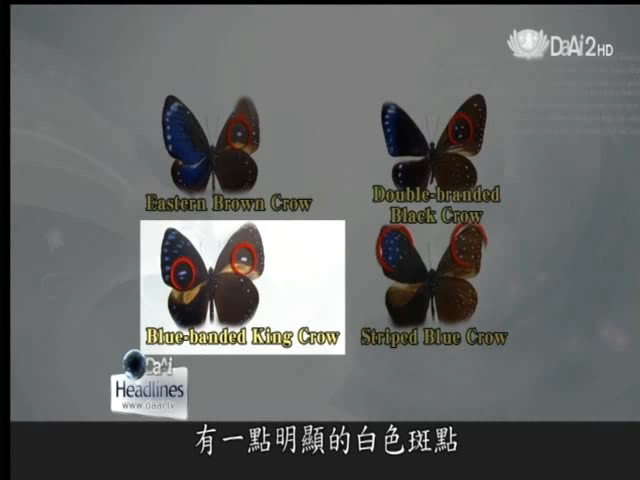 DaAi2HD
Eastern Brown Crow
Double-branded
Black Crow
Blue-banded King Crow
Striped Blue Crow
DaAi
Headlines
www.daai.tv
有一點明顯的白色斑點